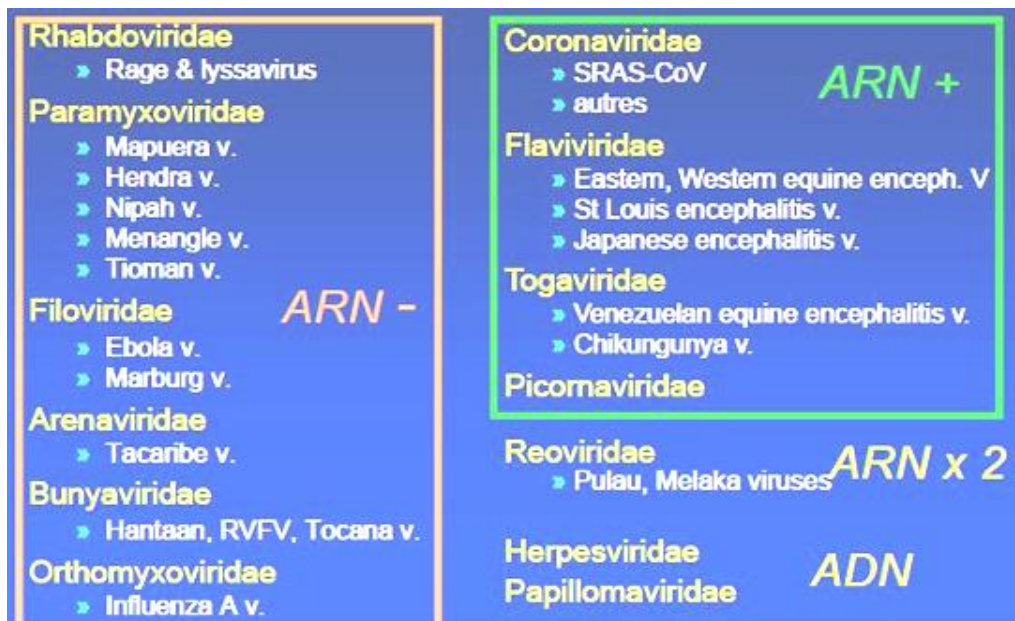 Rhabdoviridae
» Rage & lyssavirus
Paramyxoviridae
» Mapuera v.
» Hendra v.
» Nipah v.
» Menangle v.
» Tioman v.
Filoviridae
ARN -
» Ebola v.
» Marburg v.
Arenaviridae
» Tacaribe v.
Bunyaviridae
» Hantaan, RVFV, Tocana v.
Orthomyxoviridae
» Influenza A v.
Coronaviridae
» SRAS-CoV
ARN +
» autres
Flaviviridae
» Eastern, Western equine enceph. V
» St Louis encephalitis v.
» Japanese encephalitis v.
Togaviridae
» Venezuelan equine encephalitis v.
» Chikungunya v.
Picornaviridae
Reoviridae
ARN x 2
» Pulau, Melaka viruses
Herpesviridae
ADN
Papillomaviridae